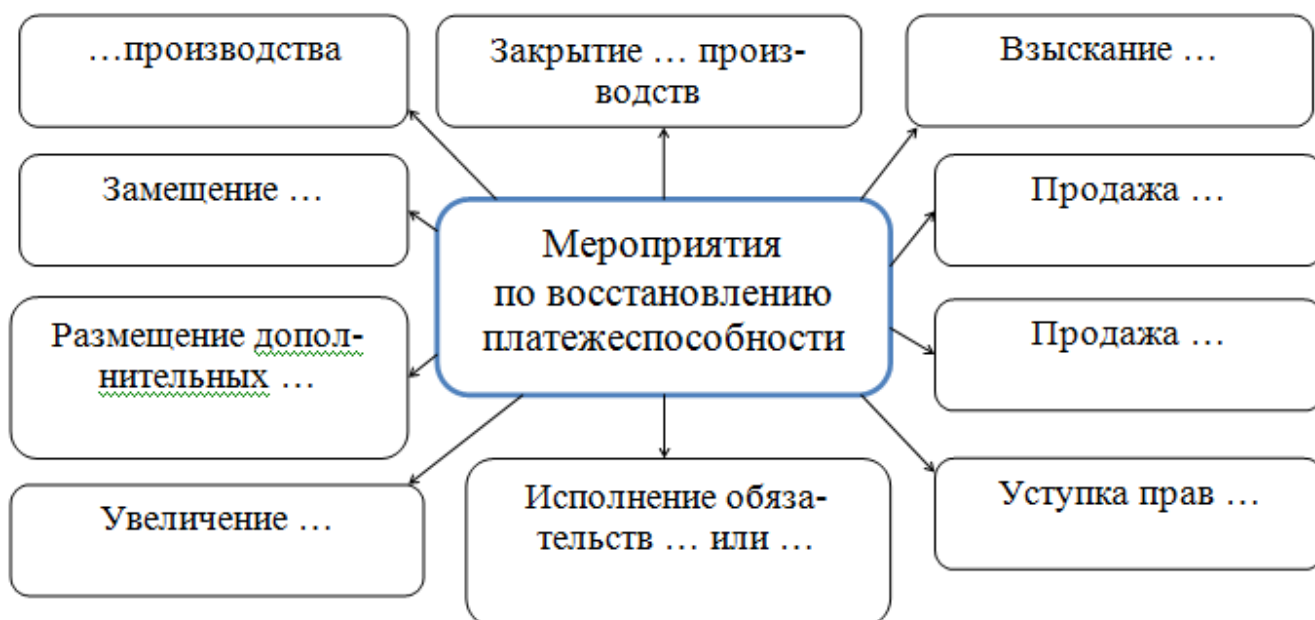 …производства
Закрытие … произ-
водств
Взыскание …
Замещение …
Мероприятия
по восстановлению
платежеспособности
Продажа …
Размещение допол-
нительных …
Продажа …
Увеличение …
Исполнение обяза-
тельств … или …
Уступка прав …